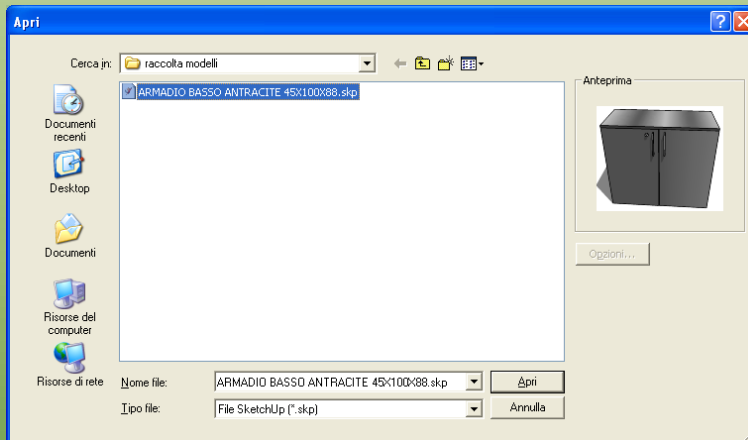 Apri
Cerca in:
raccolta modelli
ARMADIO BASSO ANTRACITE 45X100X88.skp
Documenti
recenti
Desktop
Documenti
Risorse del
computer
Risorse di rete
Anteprima
Opzioni...
Nome file:
ARMADIO BASSO ANTRACITE 45X100X88.skp
Apri
Tipo file:
File SketchUp (*.skp)
Annulla